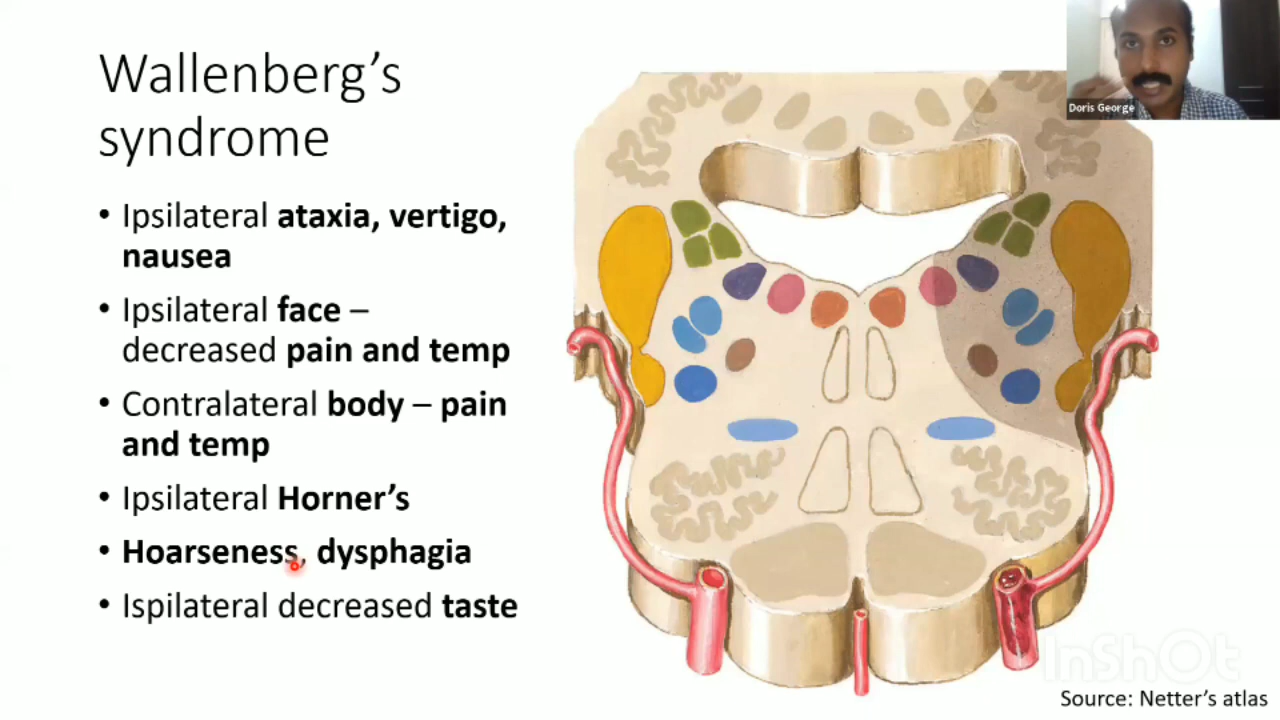 Wallenberg’s
syndrome
• Ipsilateral ataxia, vertigo,
nausea
• Ipsilateral face –
decreased pain and temp
• Contralateral body – pain
and temp
• Ipsilateral Horner’s
• Hoarseness, dysphagia
• Ispilateral decreased taste
Doris George
InShOt
Source: Netter’s atlas